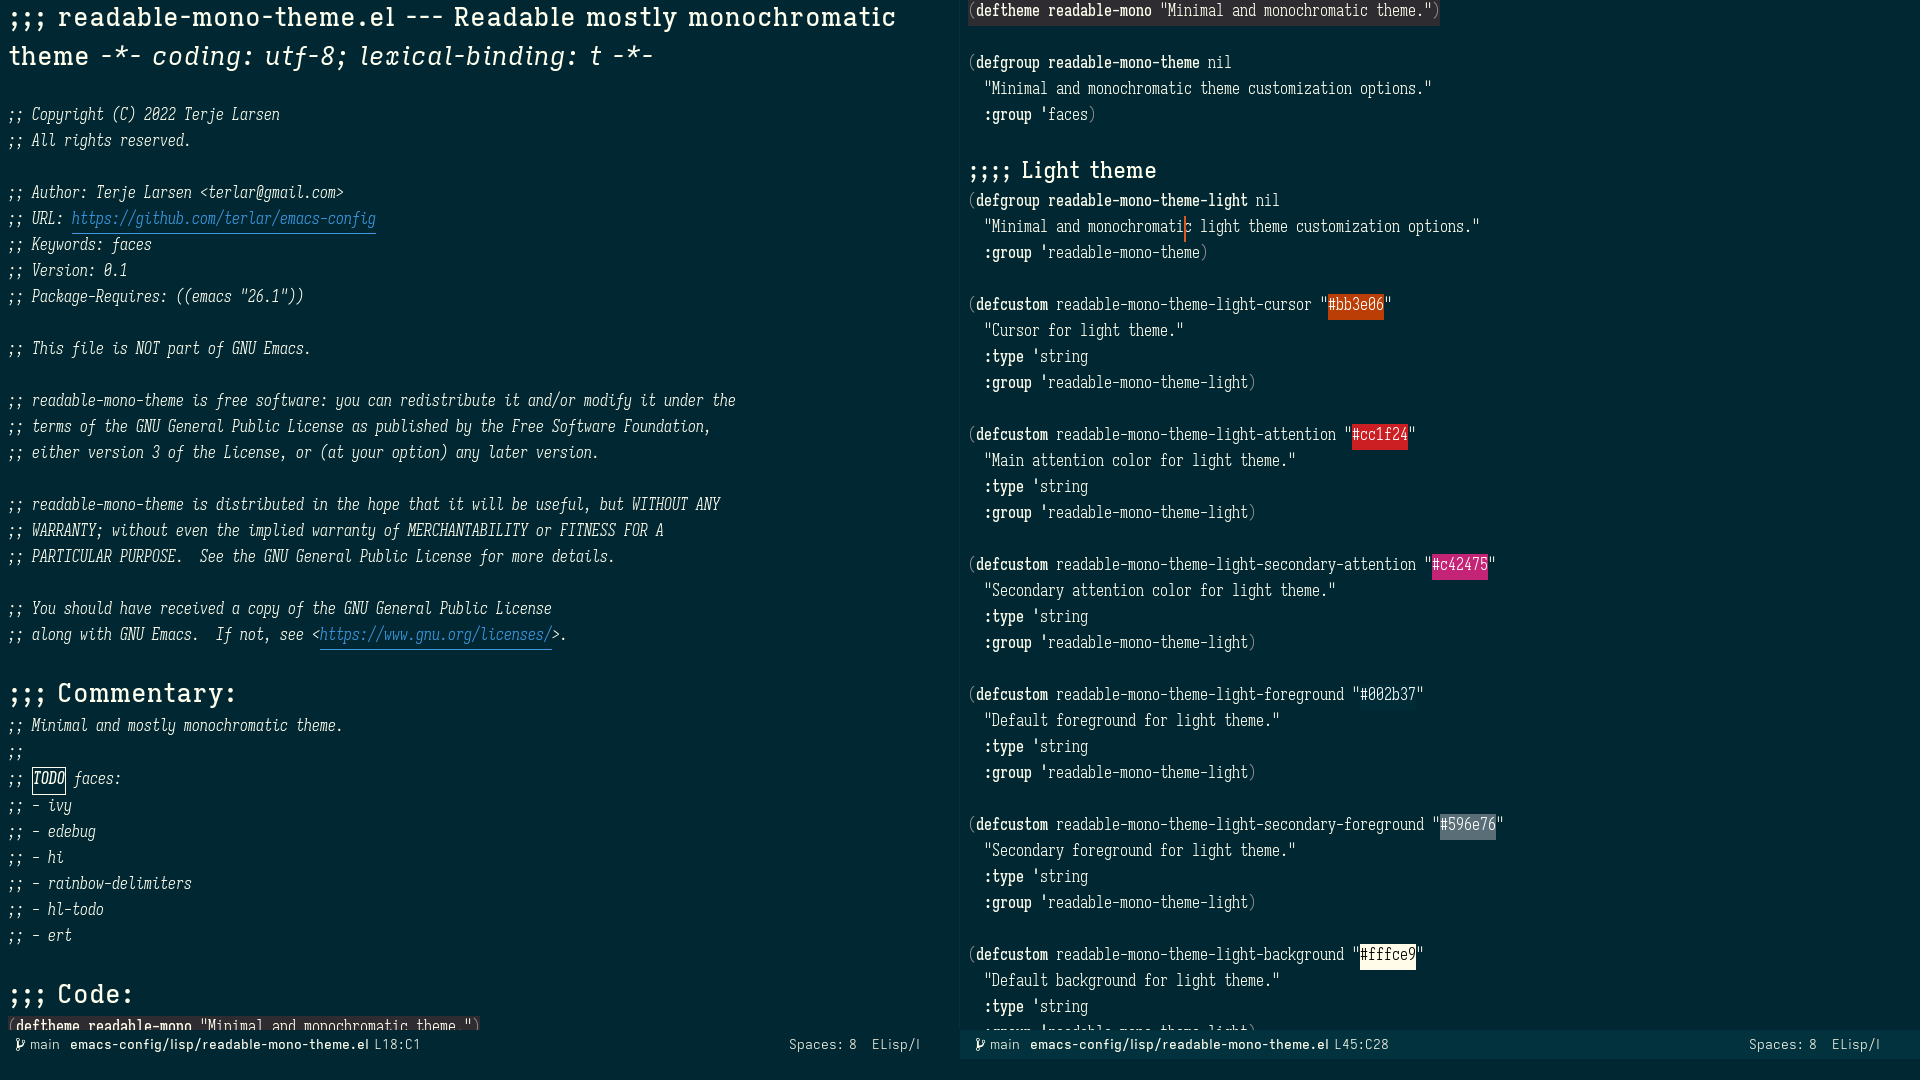 ;;; readable-mono-theme.el --- Readable mostly monochromatic
theme -*- coding: utf-8; lexical-binding: t -*-
;; Copyright (C) 2022 Terje Larsen
;; All rights reserved.
;; Author: Terje Larsen <terlar@gmail.com>
;; URL: https://github.com/terlar/emacs-config
;; Keywords: faces
;; Version: 0.1
;; Package-Requires: ((emacs "26.1"))
;; This file is NOT part of GNU Emacs.
;; readable-mono-theme is free software: you can redistribute it and/or modify it under the
;; terms of the GNU General Public License as published by the Free Software Foundation,
;; either version 3 of the License, or (at your option) any later version.
;; readable-mono-theme is distributed in the hope that it will be useful, but WITHOUT ANY
;; WARRANTY; without even the implied warranty of MERCHANTABILITY or FITNESS FOR A
;; PARTICULAR PURPOSE.  See the GNU General Public License for more details.
;; You should have received a copy of the GNU General Public License
;; along with GNU Emacs.  If not, see <https://www.gnu.org/licenses/>.
;;; Commentary:
;; Minimal and mostly monochromatic theme.
;;
;; TODO faces:
;; - ivy
;; - edebug
;; - hi
;; - rainbow-delimiters
;; - hl-todo
;; - ert
;;; Code:
(deftheme readable-mono "Minimal and monochromatic theme.")
main emacs-config/lisp/readable-mono-theme.el L18:C1 Spaces: 8 ELisp/l
(deftheme readable-mono "Minimal and monochromatic theme.")
(defgroup readable-mono-theme nil
  "Minimal and monochromatic theme customization options."
  :group 'faces)
;;;; Light theme
(defgroup readable-mono-theme-light nil
  "Minimal and monochromatic light theme customization options."
  :group 'readable-mono-theme)
(defcustom readable-mono-theme-light-cursor "#bb3e06"
  "Cursor for light theme."
  :type 'string
  :group 'readable-mono-theme-light)
(defcustom readable-mono-theme-light-attention "#cc1f24"
  "Main attention color for light theme."
  :type 'string
  :group 'readable-mono-theme-light)
(defcustom readable-mono-theme-light-secondary-attention "#c42475"
  "Secondary attention color for light theme."
  :type 'string
  :group 'readable-mono-theme-light)
(defcustom readable-mono-theme-light-foreground "#002b37"
  "Default foreground for light theme."
  :type 'string
  :group 'readable-mono-theme-light)
(defcustom readable-mono-theme-light-secondary-foreground "#596e76"
  "Secondary foreground for light theme."
  :type 'string
  :group 'readable-mono-theme-light)
(defcustom readable-mono-theme-light-background "#fffce9"
  "Default background for light theme."
  :type 'string
  :group 'readable-mono-theme-light)
main emacs-config/lisp/readable-mono-theme.el L45:C28 Spaces: 8 ELisp/l